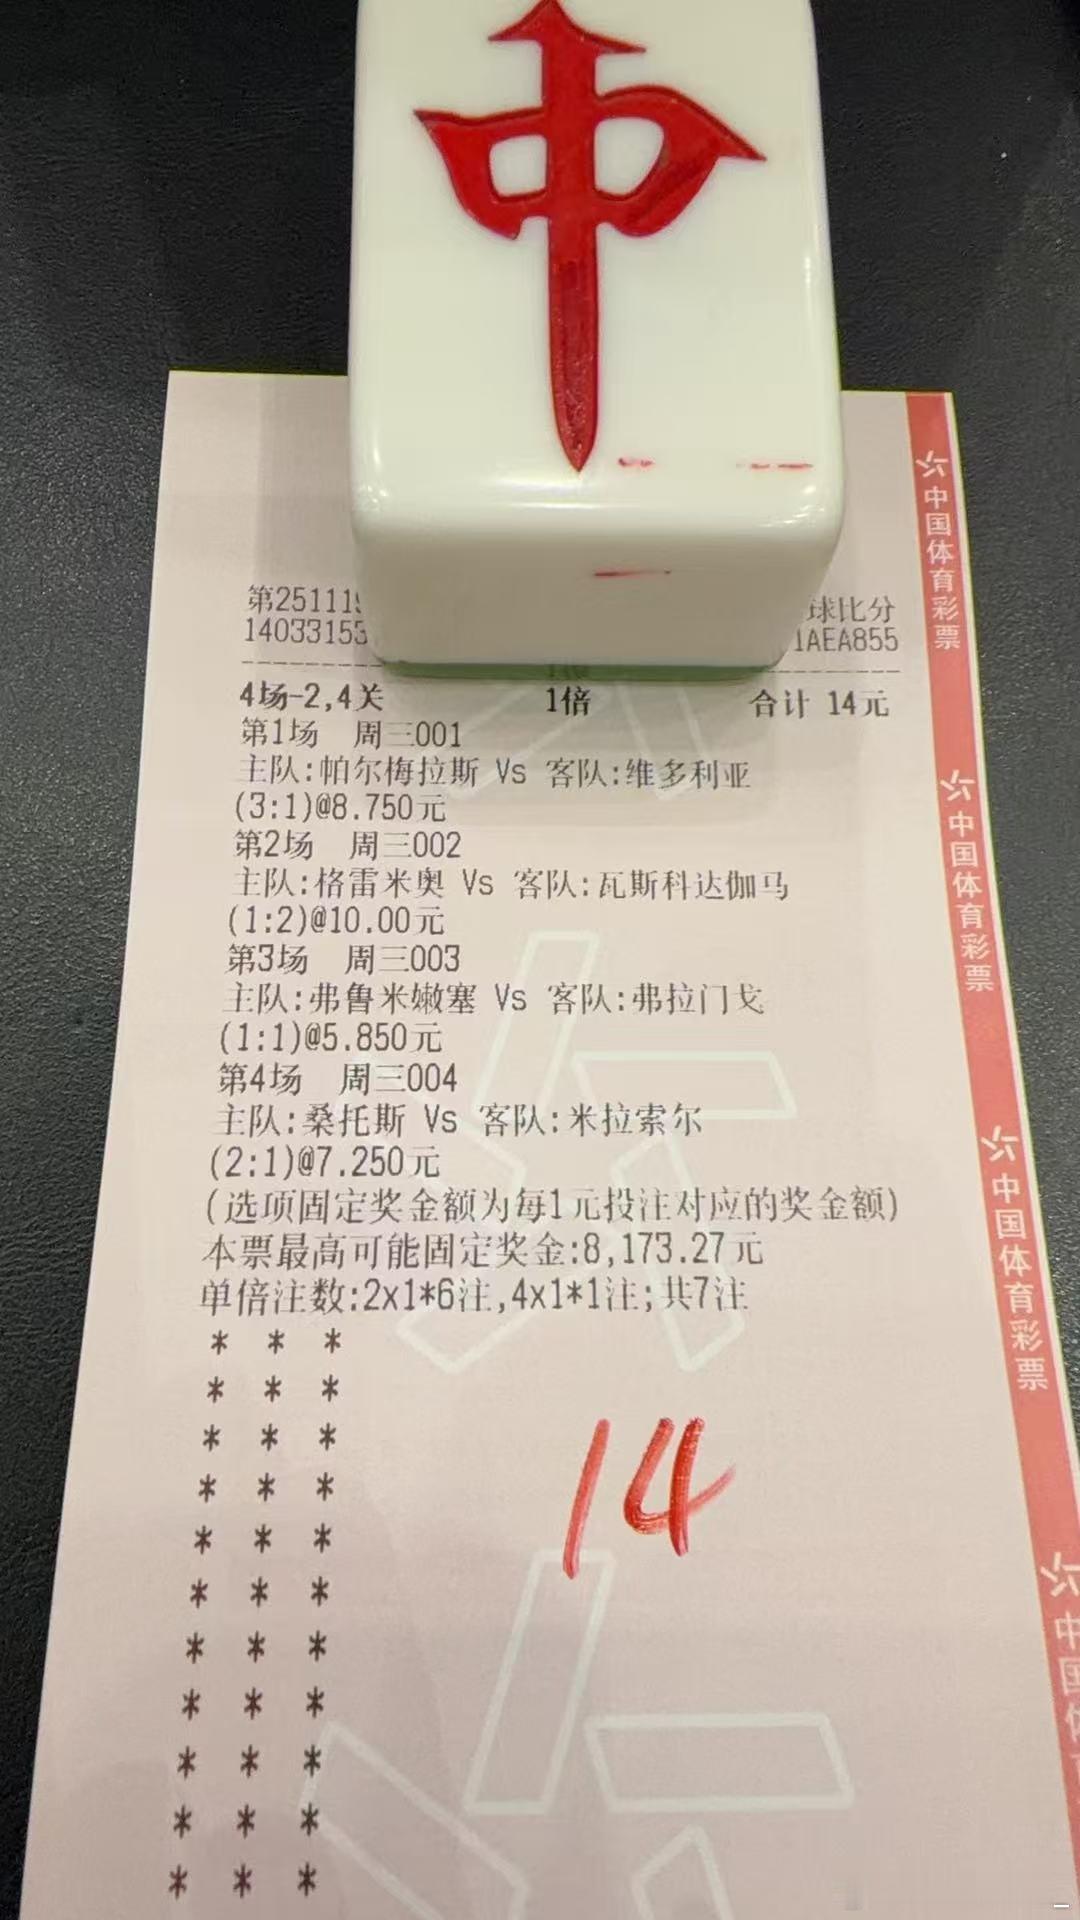 中
中国体育彩票
第25111
球比分
14033155
1AEA855
4场-2,4关 1倍 合计 14元
第1场 周三001
主队:帕尔梅拉斯 Vs 客队:维多利亚
(3:1)@8.750元
第2场 周三002
主队:格雷米奥 Vs 客队:瓦斯科达伽马
(1:2)@10.00元
第3场 周三003
主队:弗鲁米嫩塞 Vs 客队:弗拉门戈
(1:1)@5.850元
第4场 周三004
主队:桑托斯 Vs 客队:米拉索尔
(2:1)@7.250元
(选项固定奖金额为每1元投注对应的奖金额)
本票最高可能固定奖金:8,173.27元
单倍注数:2x1*6注,4x1*1注;共7注
* * *
* * *
* * *
* * *
* * *
* * *
* * *
* * *
* * *
* * *
* * *
14
中国体育彩票
中国体育彩票
中国体